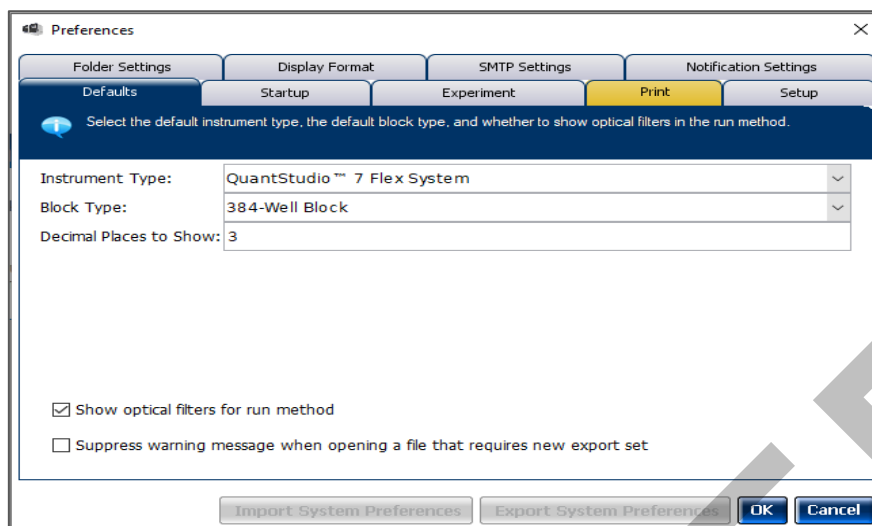 Preferences
Folder Settings Display Format SMTP Settings Notification Settings
Defaults Startup Experiment Print Setup
Select the default instrument type, the default block type, and whether to show optical filters in the run method.
Instrument Type: QuantStudio™ 7 Flex System
Block Type: 384-Well Block
Decimal Places to Show: 3
Show optical filters for run method
Suppress warning message when opening a file that requires new export set
Import System Preferences Export System Preferences OK Cancel